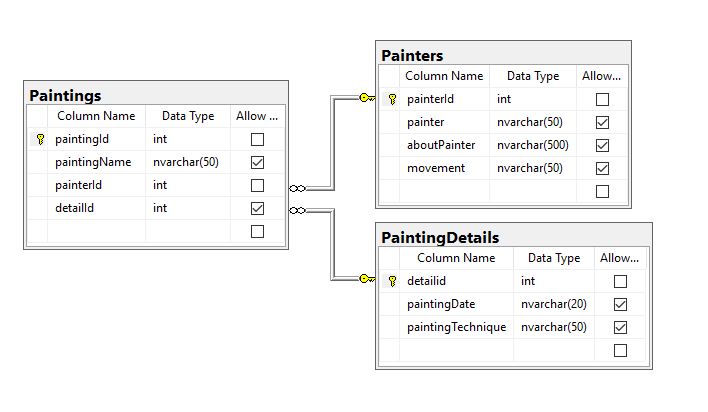 Paintings
Column Name Data Type Allow ...
paintingId int
paintingName nvarchar(50)
painterId int
detailId int
Painters
Column Name Data Type Allow...
painterId int
painter nvarchar(50)
aboutPainter nvarchar(500)
movement nvarchar(50)
PaintingDetails
Column Name Data Type Allow...
detailid int
paintingDate nvarchar(20)
paintingTechnique nvarchar(50)